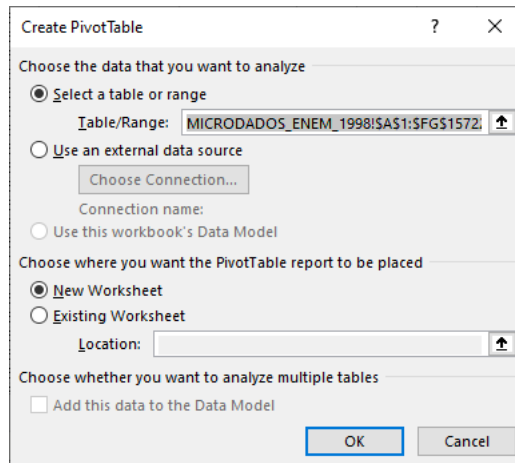 Create PivotTable ?
Choose the data that you want to analyze
Select a table or range
Table/Range: MICRODADOS_ENEM_1998!$A$1:$FG$1572
Use an external data source
Choose Connection...
Connection name:
Use this workbook's Data Model
Choose where you want the PivotTable report to be placed
New Worksheet
Existing Worksheet
Location:
Choose whether you want to analyze multiple tables
Add this data to the Data Model
OK Cancel